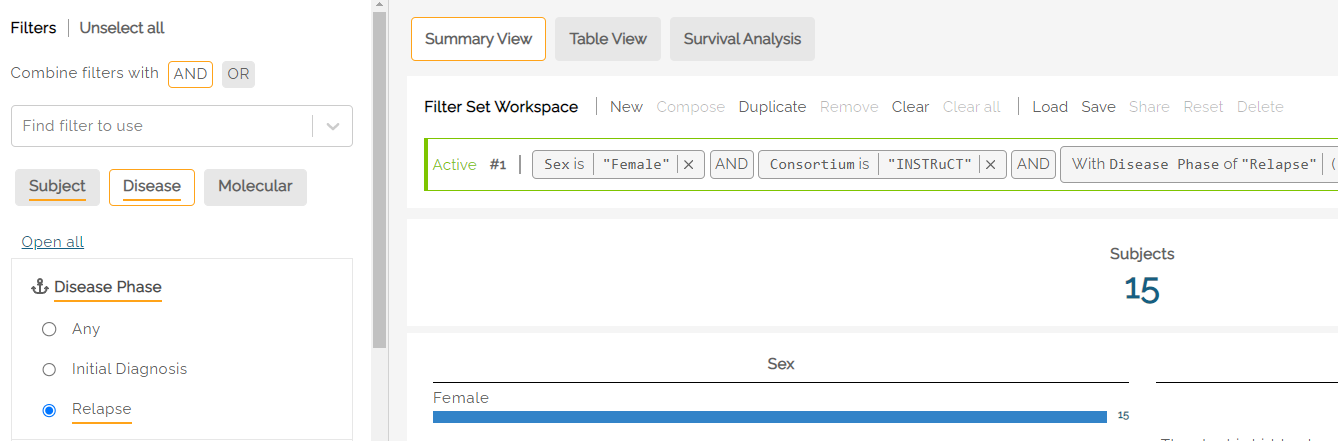 Filters | Unselect all
Combine filters with AND OR
Find filter to use
Subject Disease Molecular
Open all
Disease Phase
Any
Initial Diagnosis
Relapse
Summary View Table View Survival Analysis
Filter Set Workspace | New Compose Duplicate Remove Clear Clear all | Load Save Share Reset Delete
Active #1 | Sex is | "Female" | × AND Consortium is | "INSTRuCT" | × AND With Disease Phase of "Relapse" | (
Subjects
15
Sex
Female
15